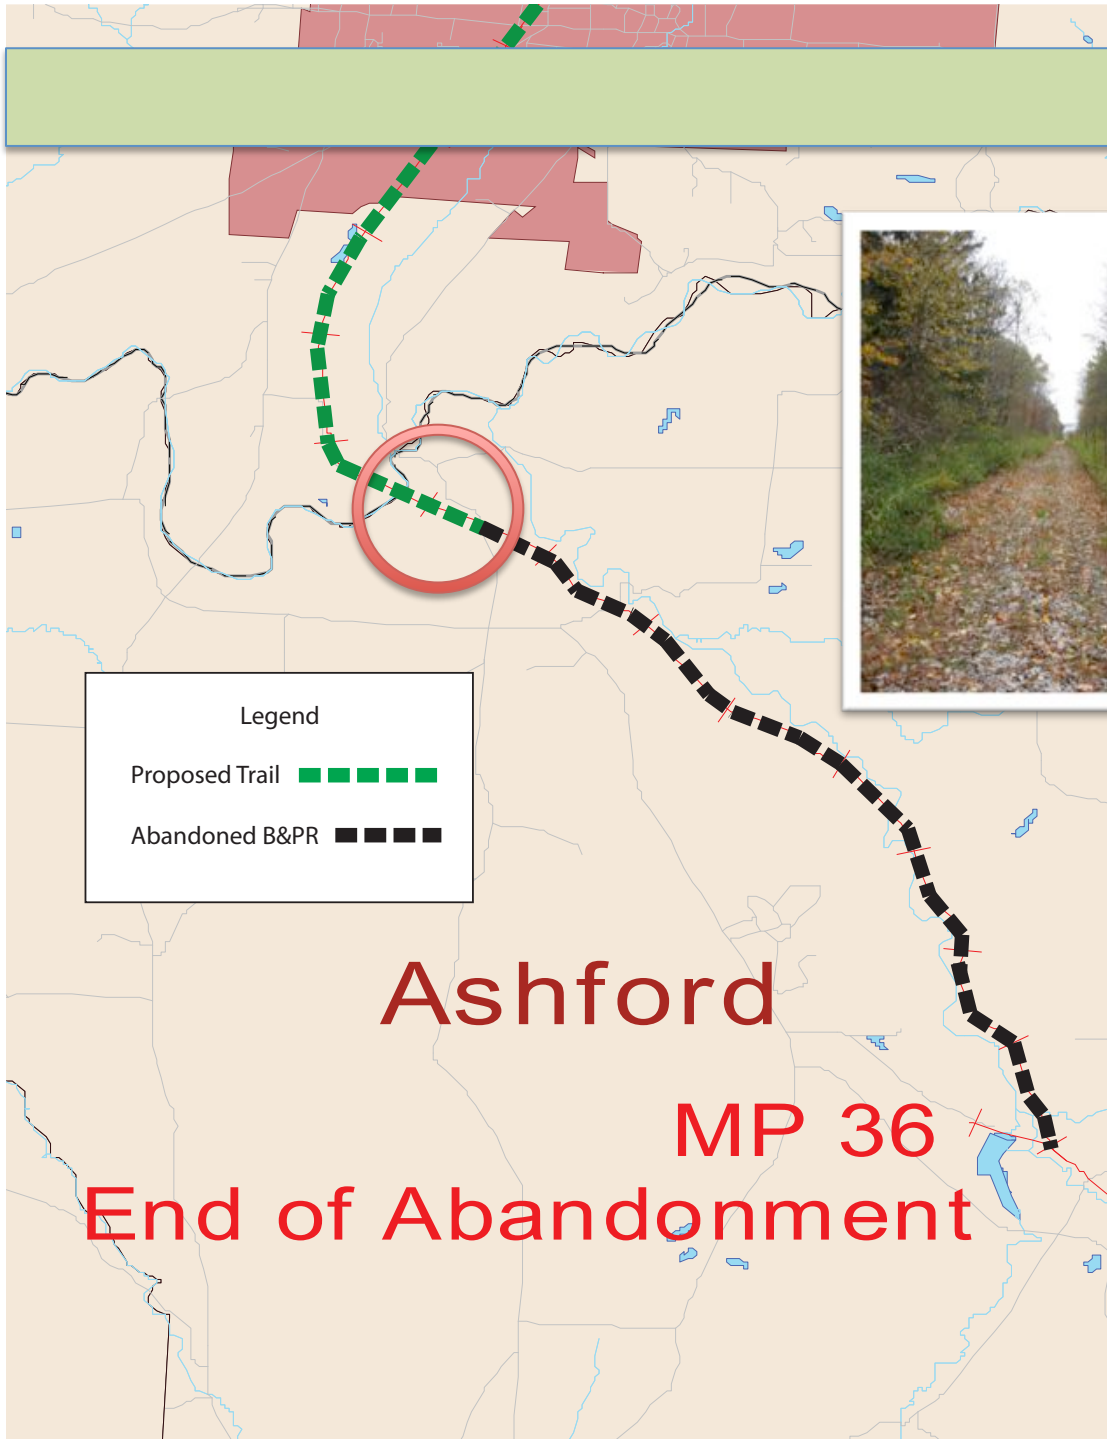 Legend
Proposed Trail
Abandoned B&PR
Ashford
MP 36
End of Abandonment